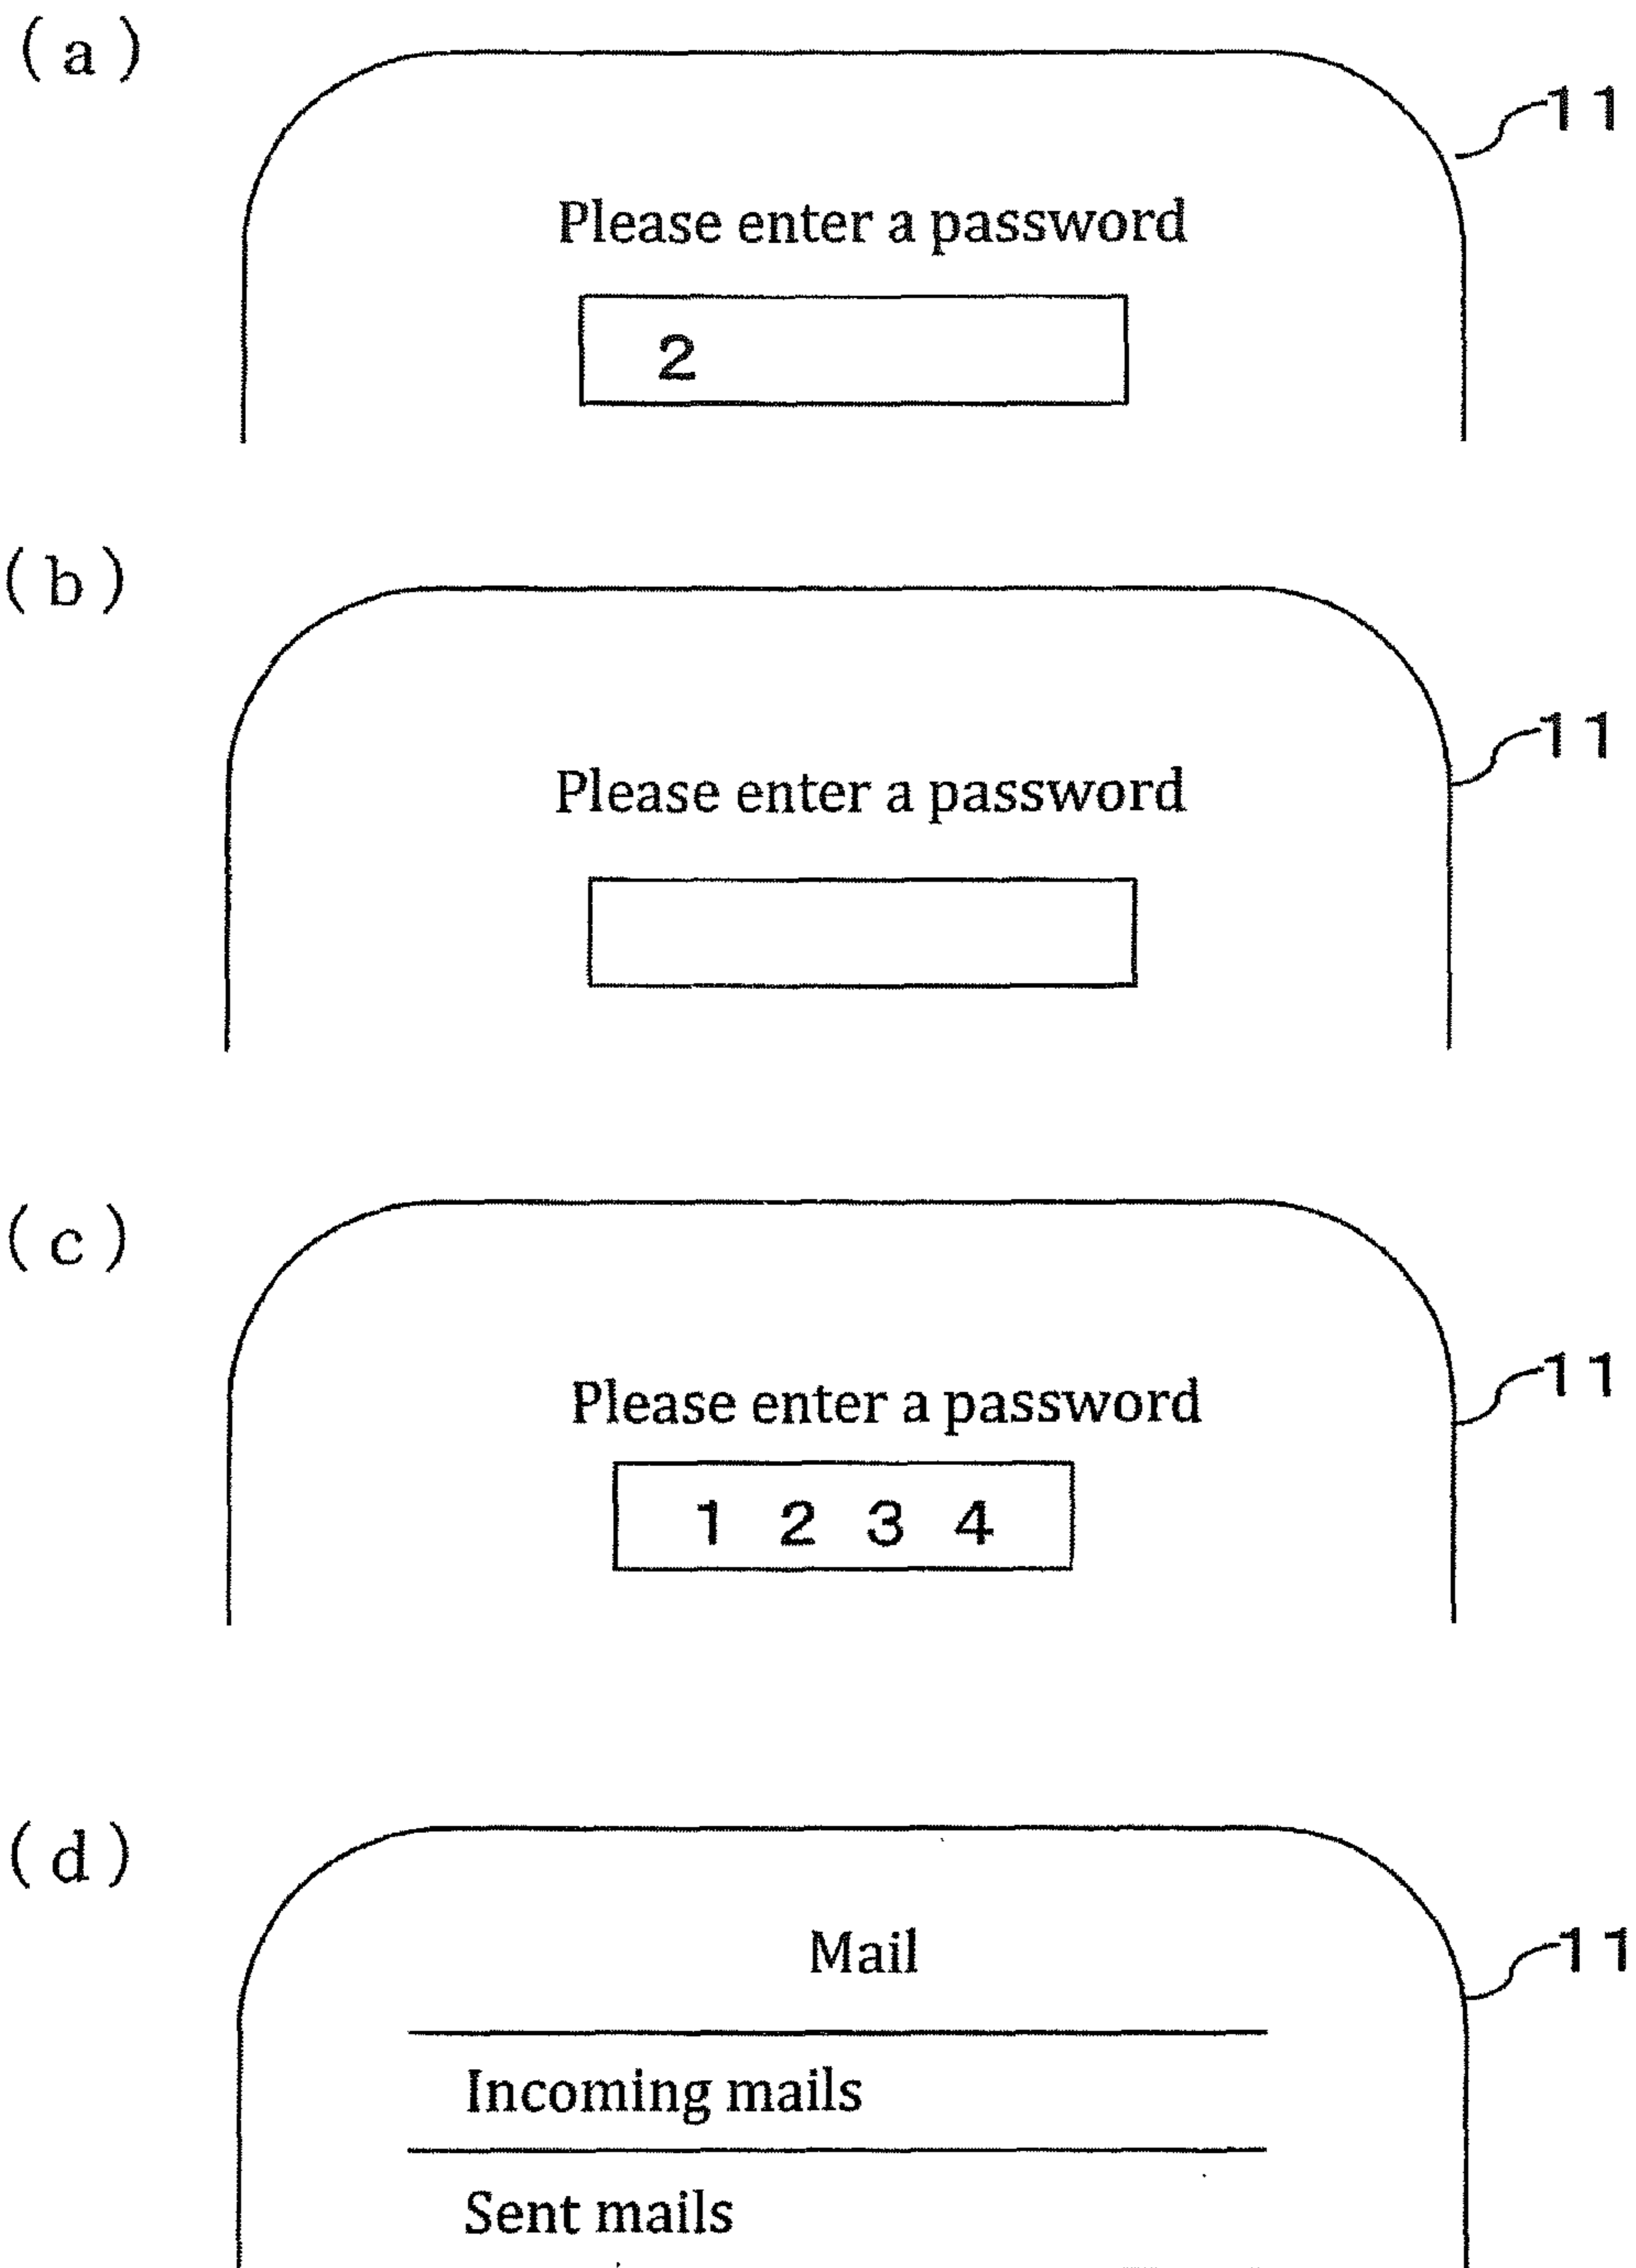 (a)
11
Please enter a password
2
(b)
11
Please enter a password
(c)
11
Please enter a password
1 2 3 4
(d)
Mail
11
Incoming mails
Sent mails